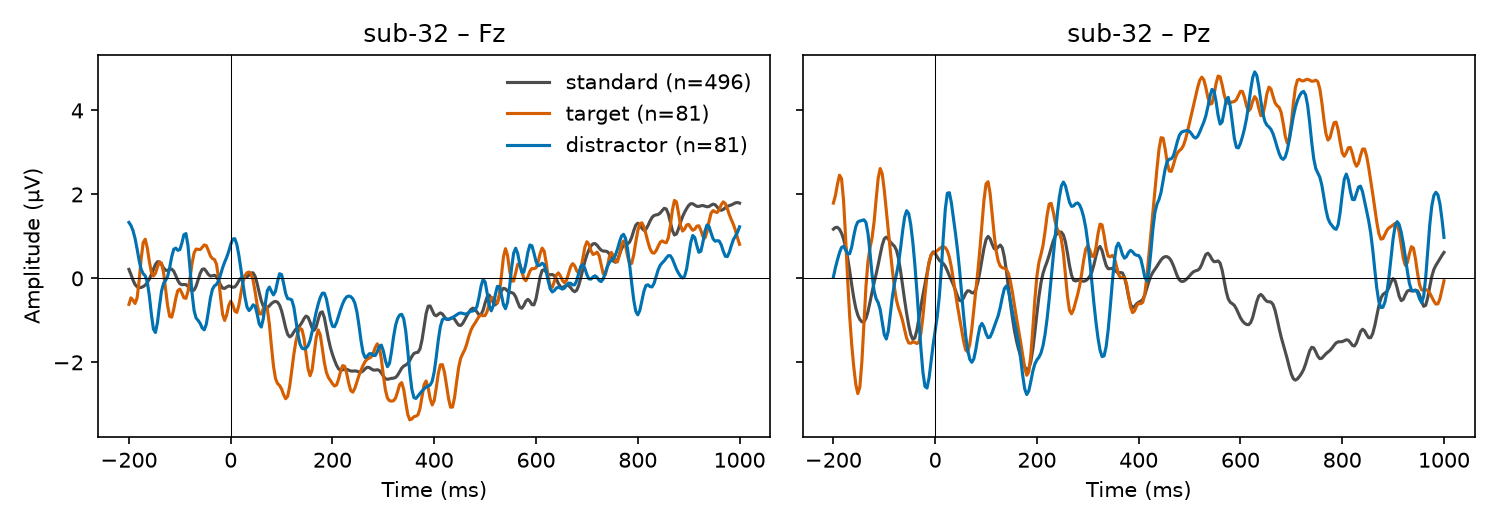 sub-32 – Fz
sub-32 – Pz
standard (n=496)
target (n=81)
distractor (n=81)
Amplitude (µV)
4
2
0
−2
−200 0 200 400 600 800 1000
−200 0 200 400 600 800 1000
Time (ms)
Time (ms)